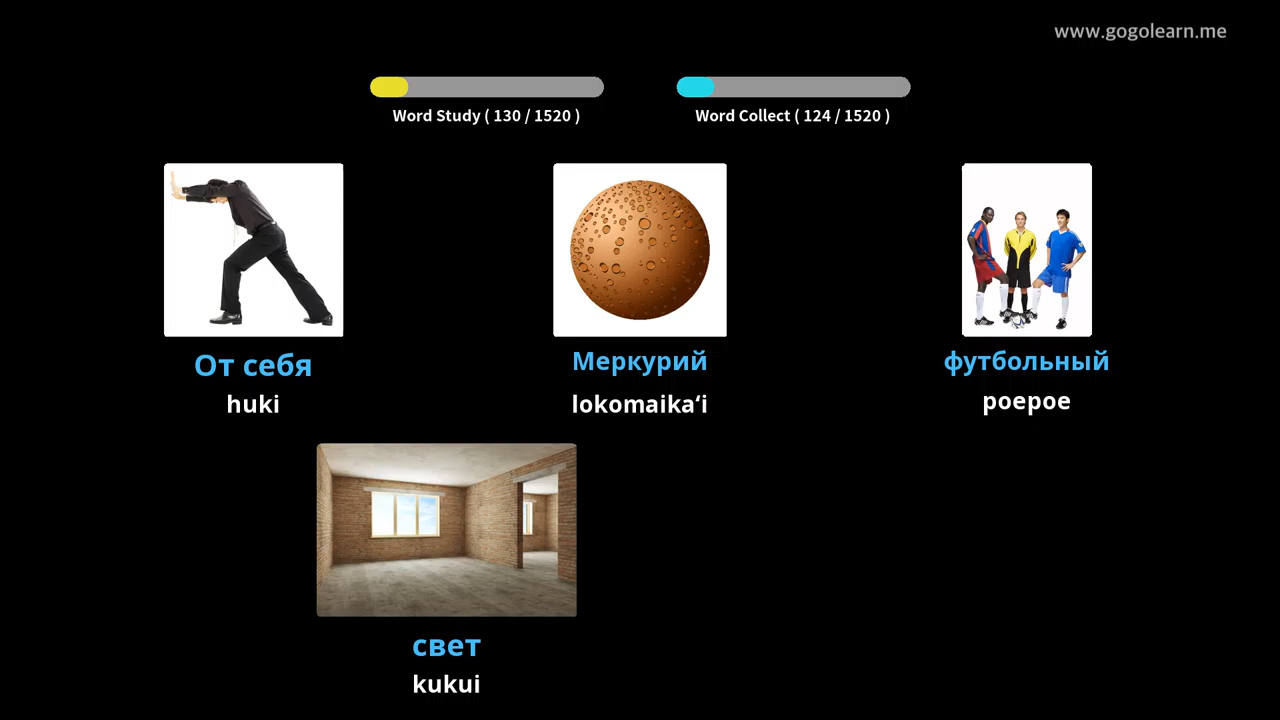 www.gogolearn.me
Word Study ( 130 / 1520 )
Word Collect ( 124 / 1520 )
От себя
huki
Меркурий
lokomaikaʻi
футбольный
poepoe
свет
kukui